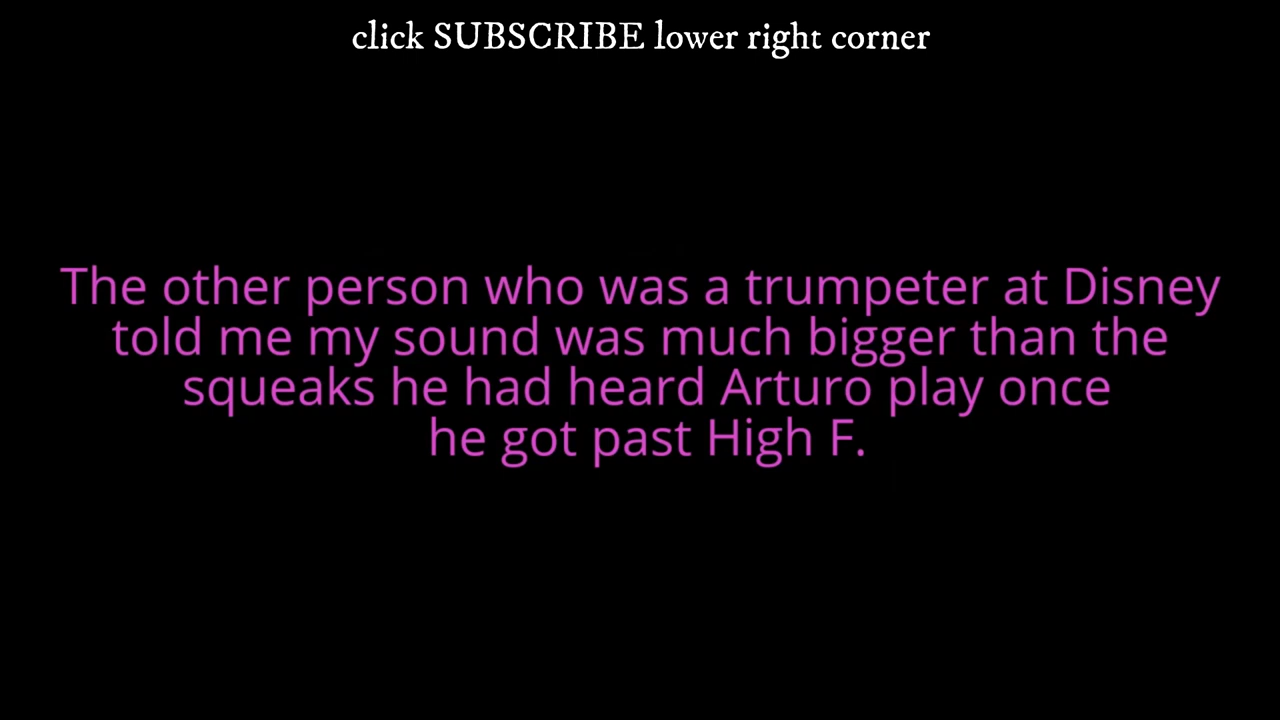 click SUBSCRIBE lower right corner
The other person who was a trumpeter at Disney
told me my sound was much bigger than the
squeaks he had heard Arturo play once
he got past High F.